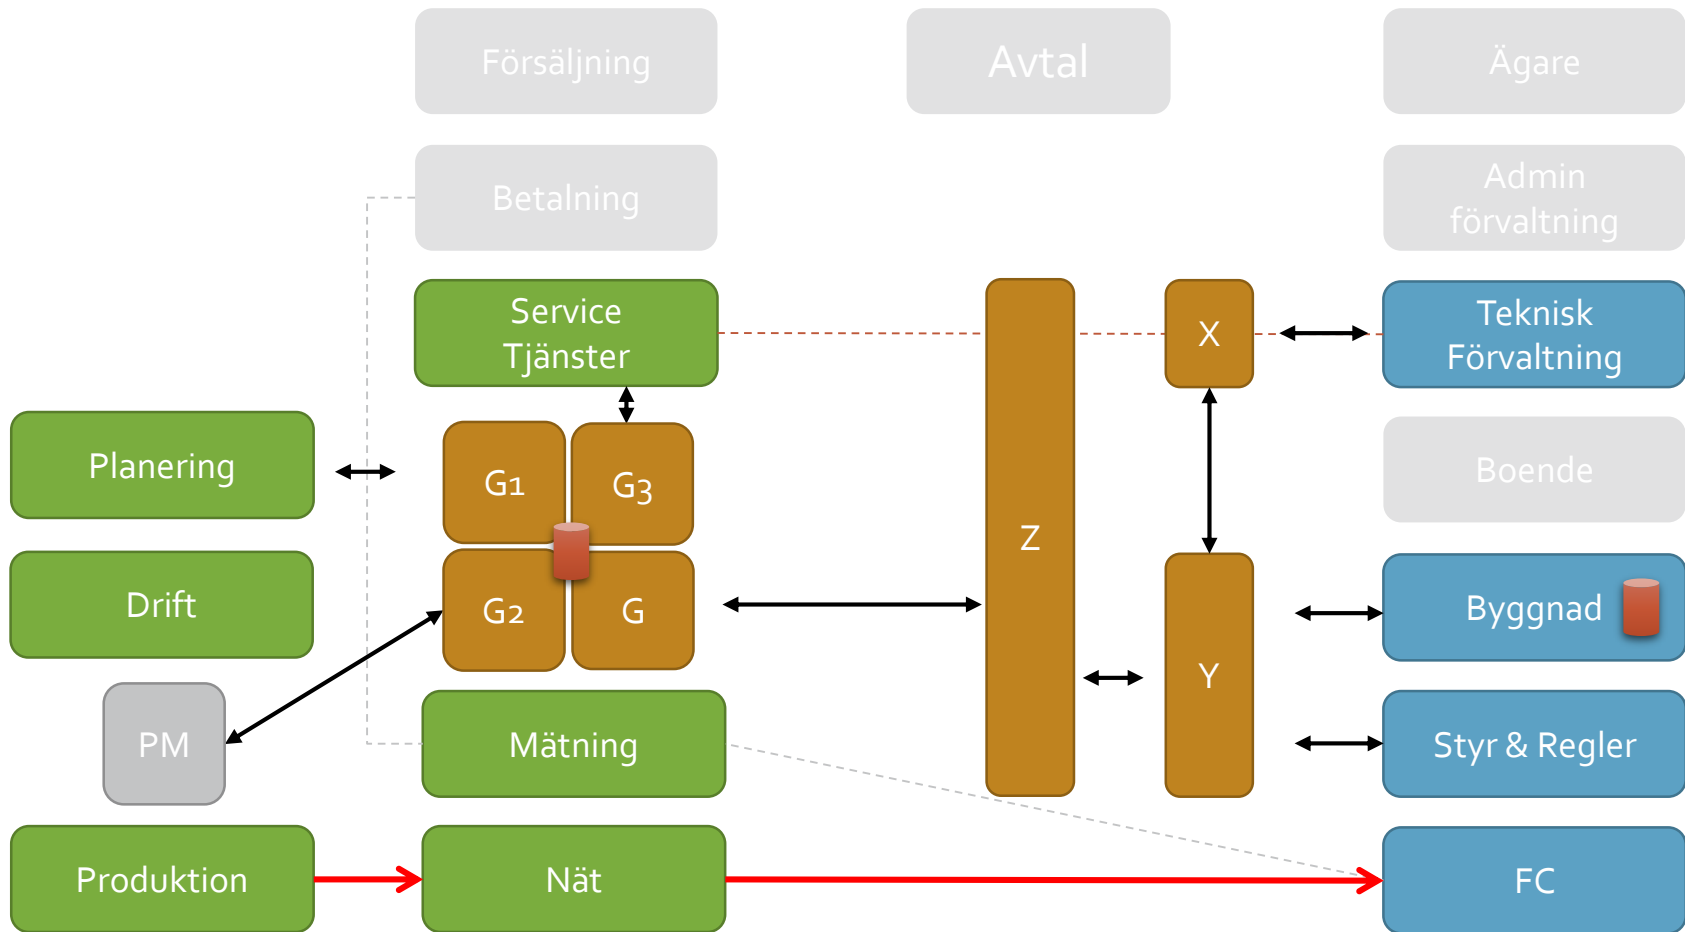 Försäljning
Avtal
Ägare
Betalning
Admin
förvaltning
Service
Tjänster
X
Teknisk
Förvaltning
Planering
G1
G3
Boende
Z
Drift
G2
G
Byggnad
Y
PM
Mätning
Styr & Regler
Produktion
Nät
FC